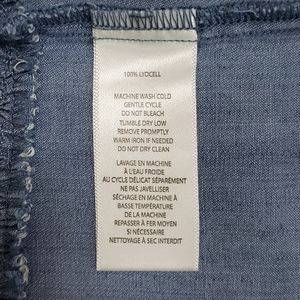 100% LYOCELL
MACHINE WASH COLD
GENTLE CYCLE
DO NOT BLEACH
TUMBLE DRY LOW
REMOVE PROMPTLY
WARM IRON IF NEEDED
DO NOT DRY CLEAN
LAVAGE EN MACHINE
À L'EAU FROIDE
AU CYCLE DÉLICAT SÉPARÉMENT
NE PAS JAVELLISER
SÉCHAGE EN MACHINE À
BASSE TEMPÉRATURE
DE LA MACHINE
REPASSER À FER MOYEN
SI NÉCESSAIRE
NETTOYAGE À SEC INTERDIT